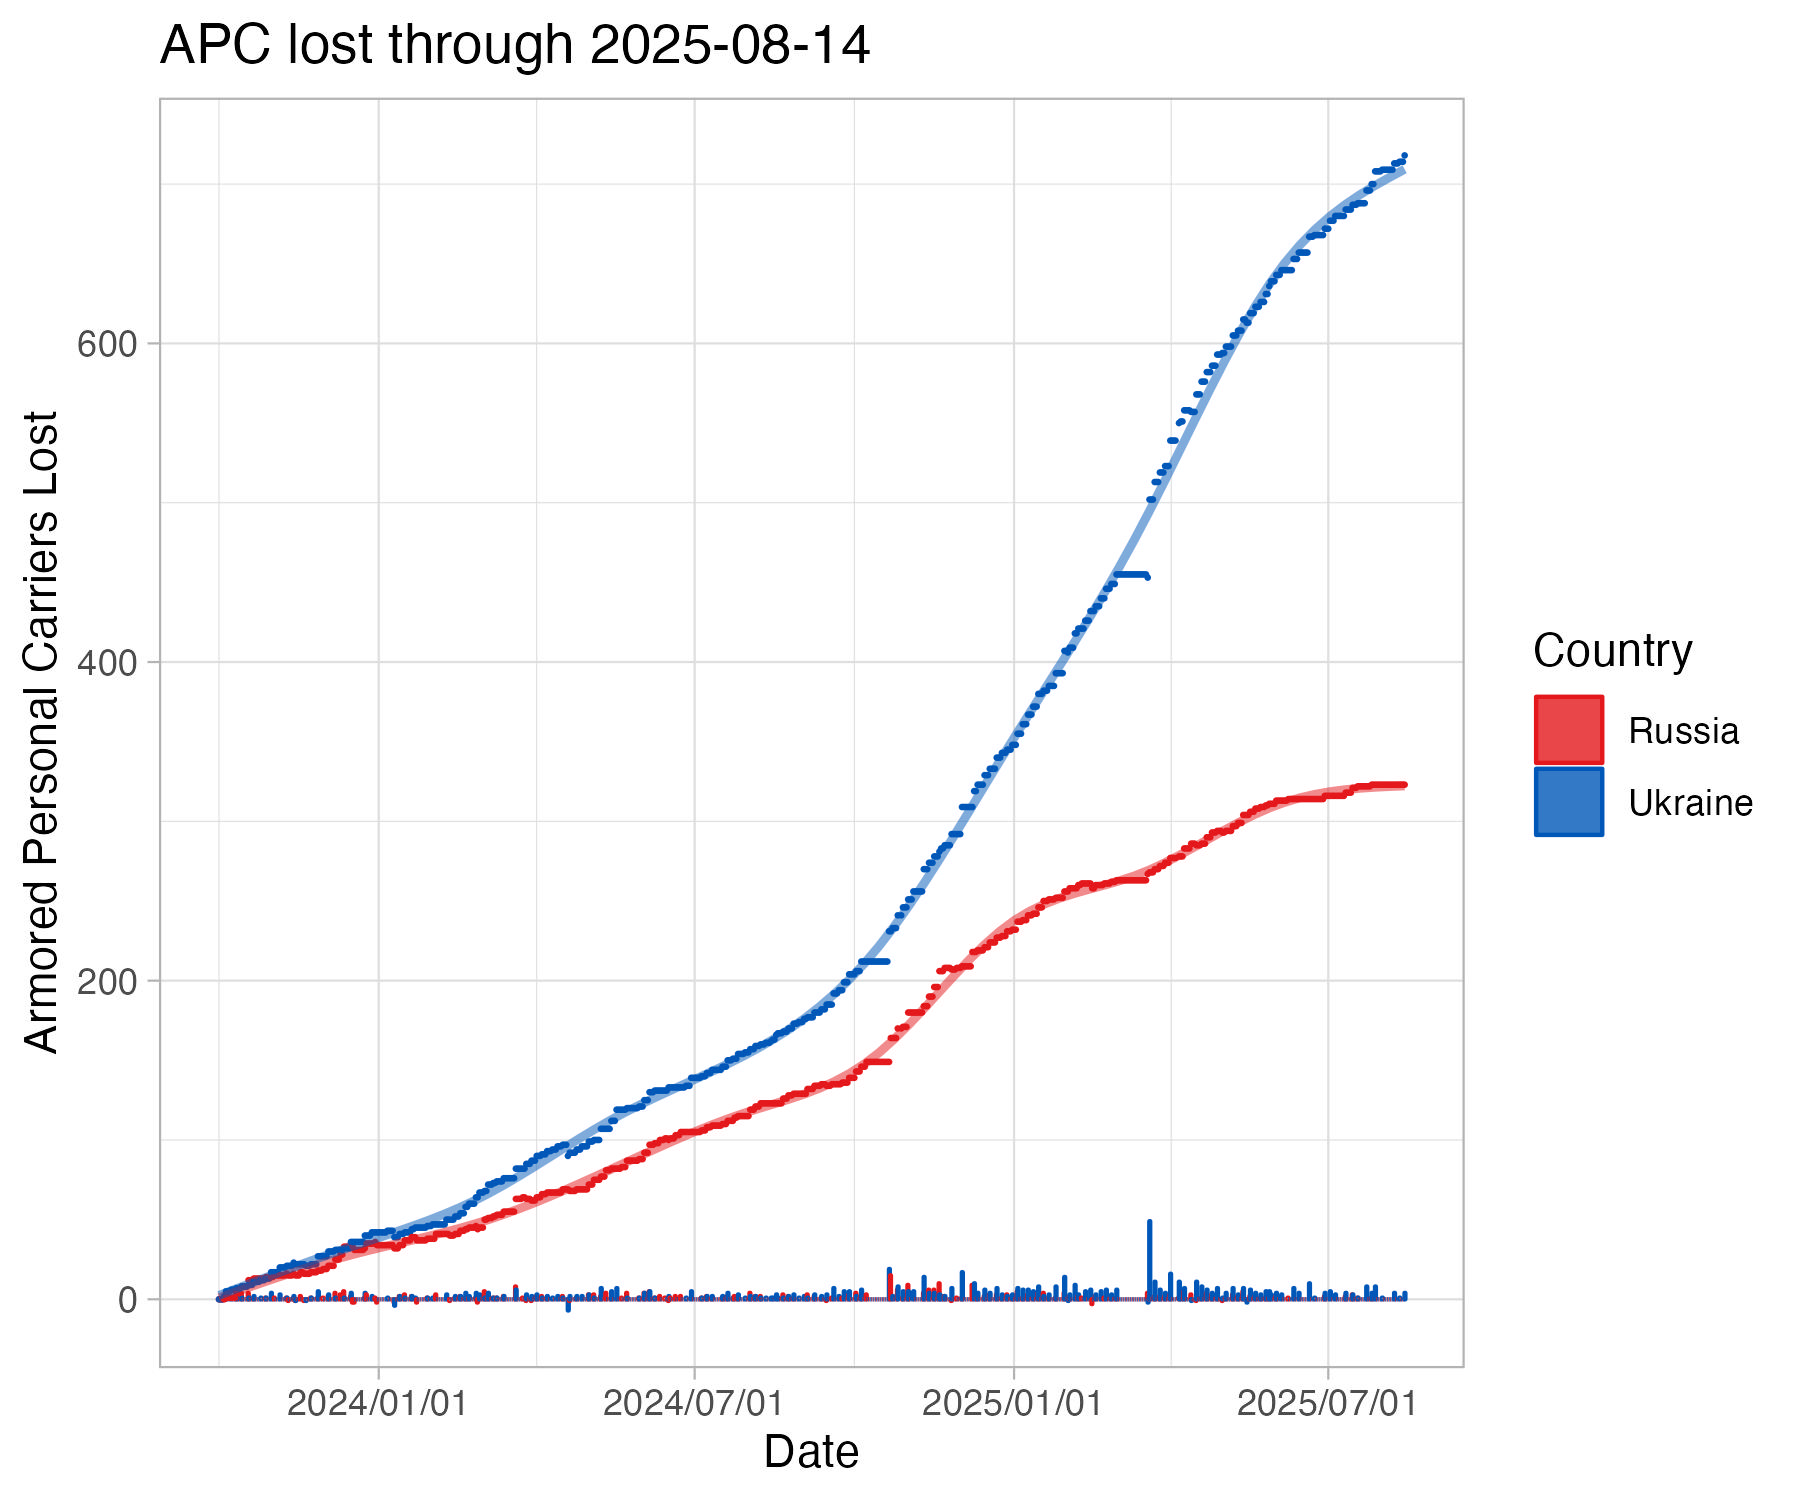 APC lost through 2025-08-14
Armored Personal Carriers Lost
600
400
200
0
2024/01/01
2024/07/01
2025/01/01
2025/07/01
Date
Country
Russia
Ukraine